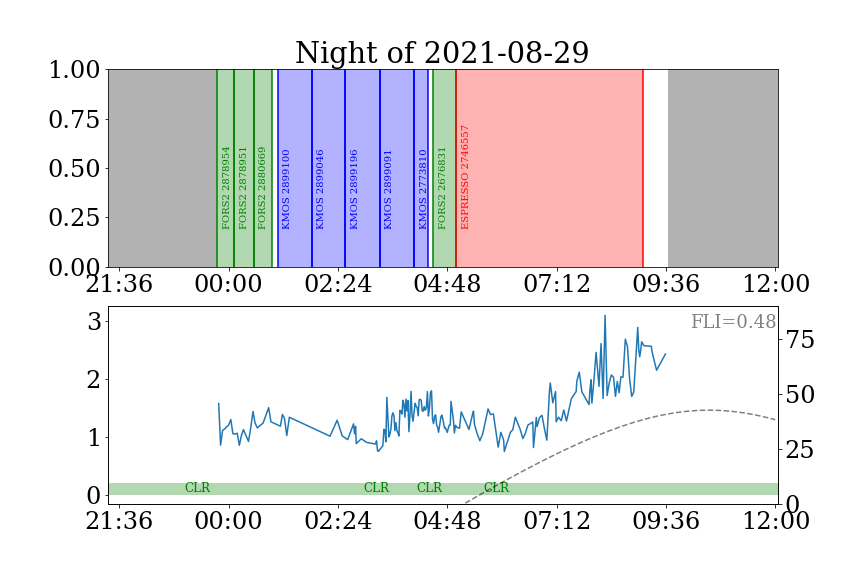 Night of 2021-08-29
1.00
0.75
0.50
0.25
0.00
FORS2 2878954
FORS2 2878951
FORS2 2880669
KMOS 2899100
KMOS 2899046
KMOS 2899196
KMOS 2899091
KMOS 2773810
FORS2 2676831
ESPRESSO 2746557
21:36 00:00 02:24 04:48 07:12 09:36 12:00
FLI=0.48
3
2
1
0
75
50
25
0
CLR CLR CLR CLR
21:36 00:00 02:24 04:48 07:12 09:36 12:00